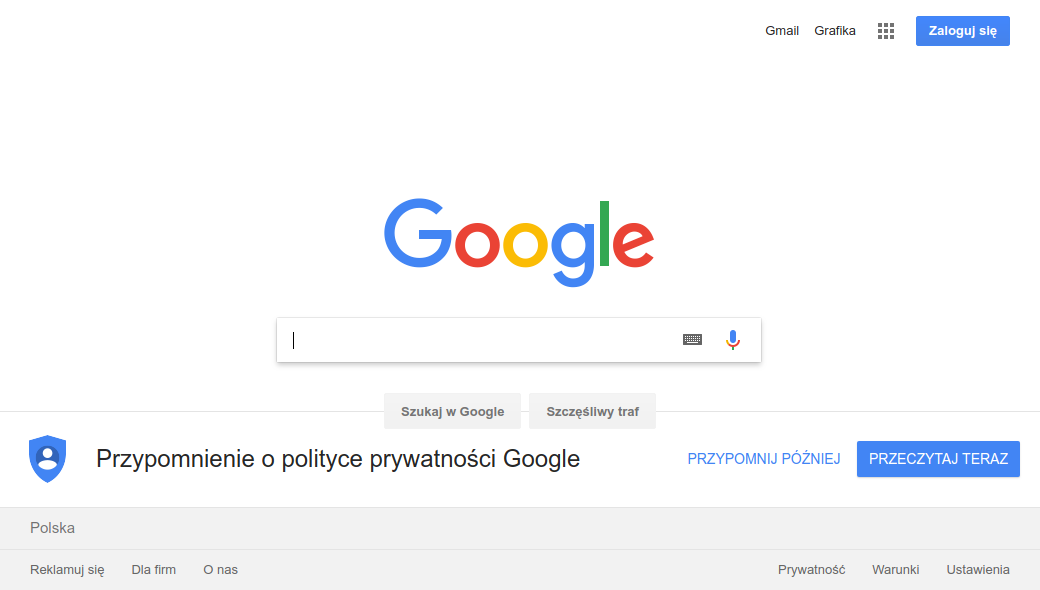 Gmail Grafika Zaloguj się
Google
Szukaj w Google Szczęśliwy traf
Przypomnienie o polityce prywatności Google PRZYPOMNIJ PÓŹNIEJ PRZECZYTAJ TERAZ
Polska
Reklamuj się Dla firm O nas Prywatność Warunki Ustawienia